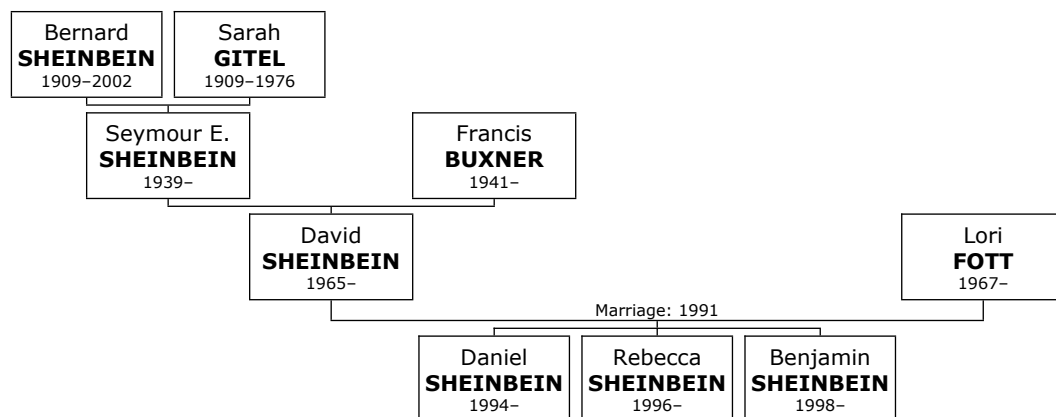 Bernard
SHEINBEIN
1909–2002
Sarah
GITEL
1909–1976
Seymour E.
SHEINBEIN
1939–
Francis
BUXNER
1941–
David
SHEINBEIN
1965–
Lori
FOTT
1967–
Marriage: 1991
Daniel
SHEINBEIN
1994–
Rebecca
SHEINBEIN
1996–
Benjamin
SHEINBEIN
1998–